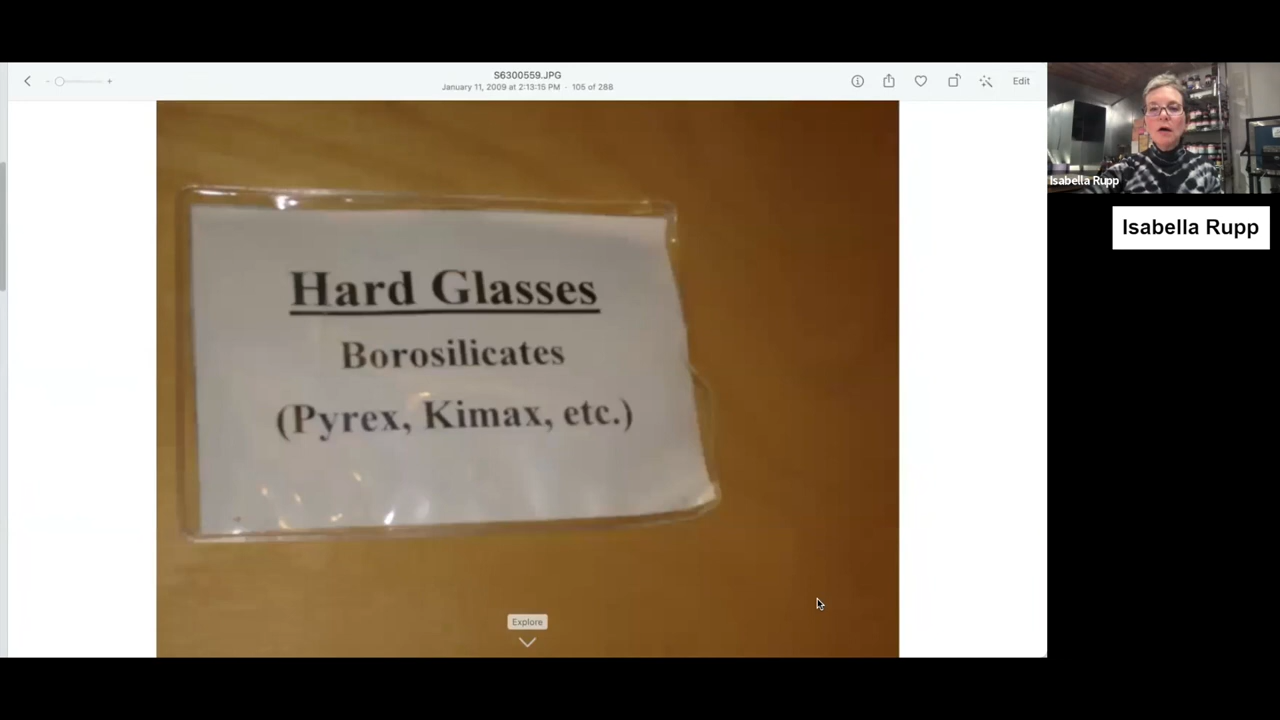 S6300559.JPG
January 11, 2009 at 2:13:15 PM · 105 of 288
Edit
Hard Glasses
Borosilicates
(Pyrex, Kimax, etc.)
Explore
Isabella Rupp
Isabella Rupp